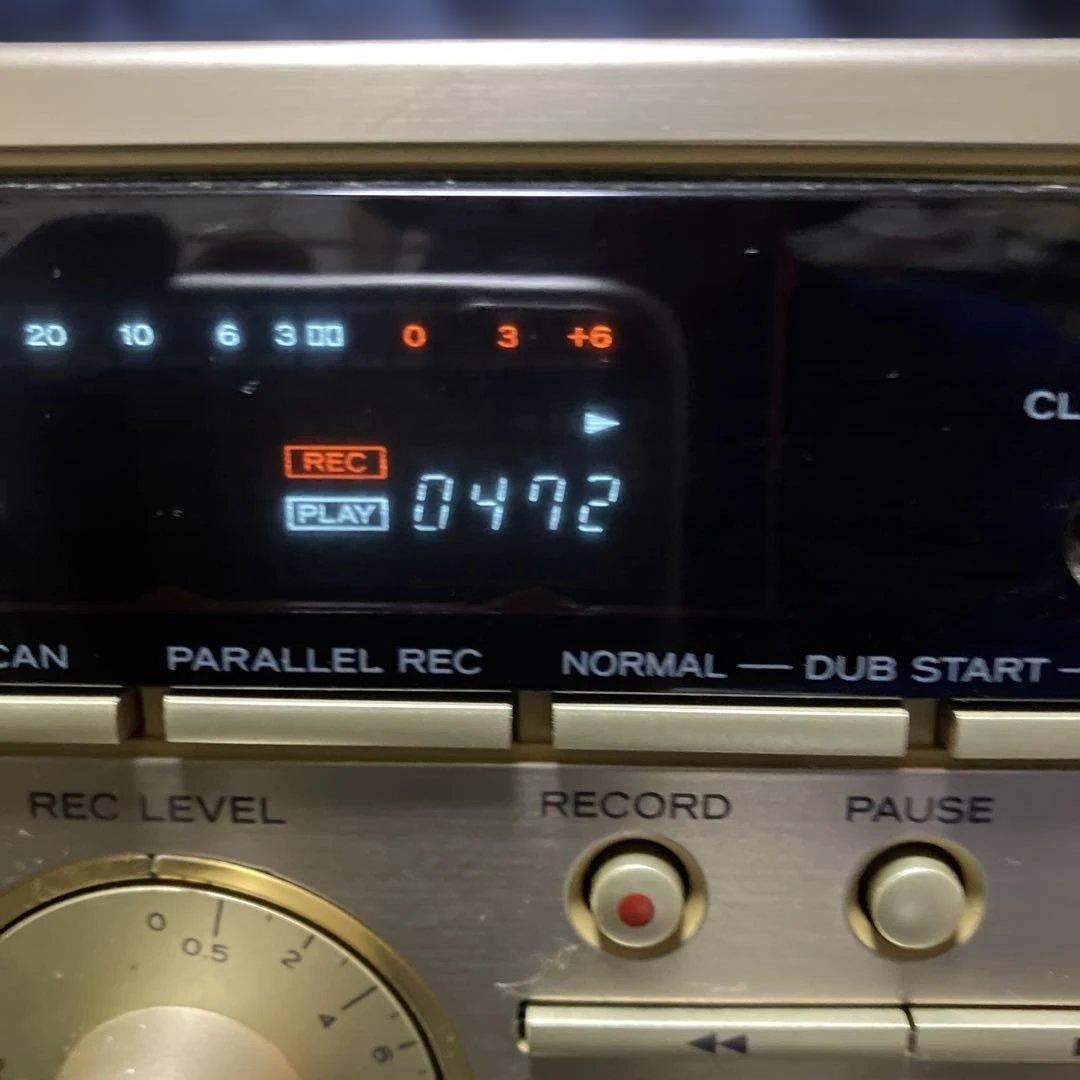 20 10 6 3 0 3 +6
CL
REC
PLAY 0472
CAN PARALLEL REC NORMAL — DUB START —
REC LEVEL RECORD PAUSE
0 0.5 2 4 6